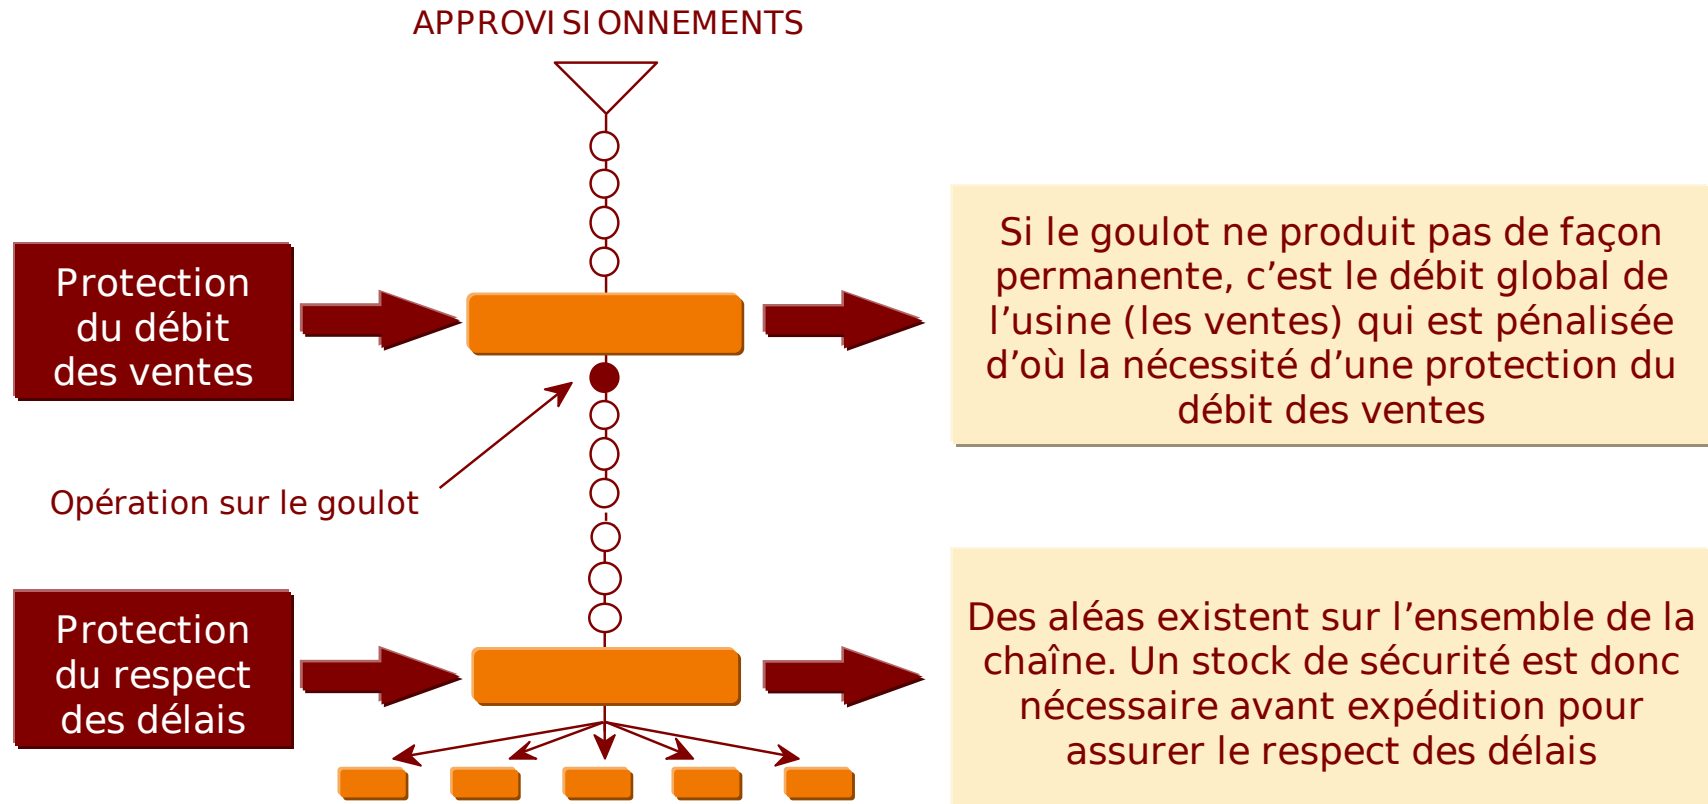 APPROVISIONNEMENTS
Protection
du débit
des ventes
Si le goulot ne produit pas de façon
permanente, c’est le débit global de
l’usine (les ventes) qui est pénalisée
d’où la nécessité d’une protection du
débit des ventes
Opération sur le goulot
Protection
du respect
des délais
Des aléas existent sur l’ensemble de la
chaîne. Un stock de sécurité est donc
nécessaire avant expédition pour
assurer le respect des délais